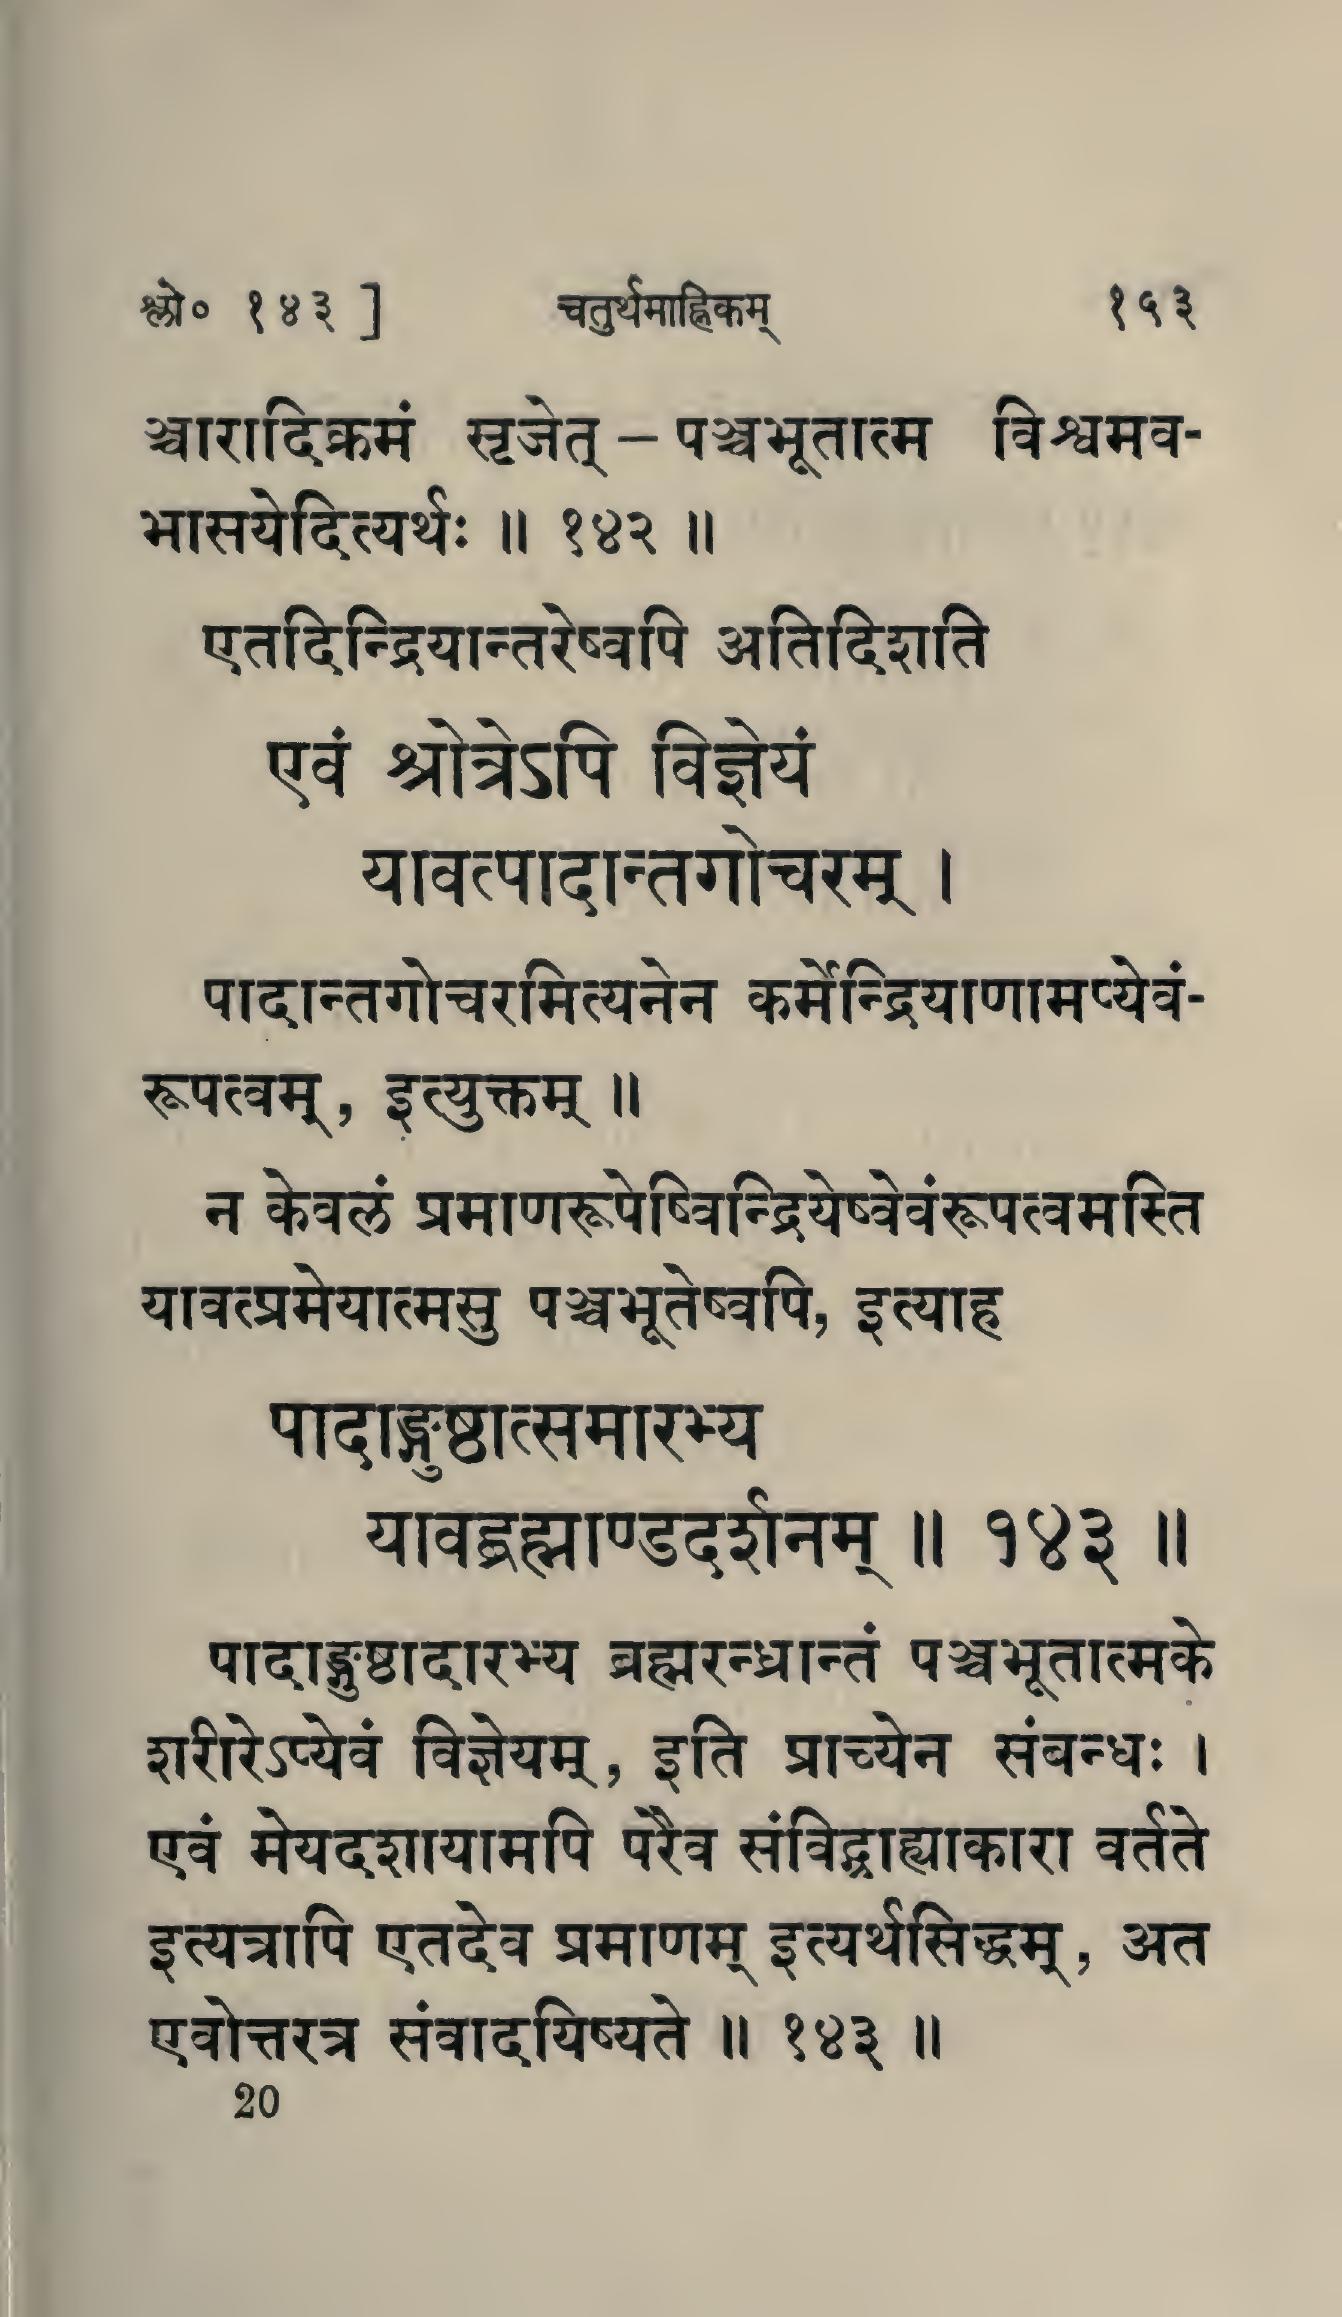 श्लो० १४३ ] चतुर्थमाह्निकम् १५३
ञ्चारादिक्रमं सृजेत् – पञ्चभूतात्म विश्वमव-
भासयेदित्यर्थः ॥ १४२ ॥
एतदिन्द्रियान्तरेष्वपि अतिदिशति
एवं श्रोत्रेऽपि विज्ञेयं
यावत्पादान्तगोचरम् ।
पादान्तगोचरमित्यनेन कर्मेन्द्रियाणामप्येवं-
रूपत्वम्, इत्युक्तम् ॥
न केवलं प्रमाणरूपेष्विन्द्रियेष्वेवंरूपत्वमस्ति
यावत्प्रमेयात्मसु पञ्चभूतेष्वपि, इत्याह
पादाङ्गुष्ठात्समारभ्य
यावद्ब्रह्माण्डदर्शनम् ॥ १४३ ॥
पादाङ्गुष्ठादारभ्य ब्रह्मरन्ध्रान्तं पञ्चभूतात्मके
शरीरेऽप्येवं विज्ञेयम्, इति प्राच्येन संबन्धः ।
एवं मेयदशायामपि परैव संविद्ग्राह्याकारा वर्तते
इत्यत्रापि एतदेव प्रमाणम् इत्यर्थसिद्धम्, अत
एवोत्तरत्र संवादयिष्यते ॥ १४३ ॥
20